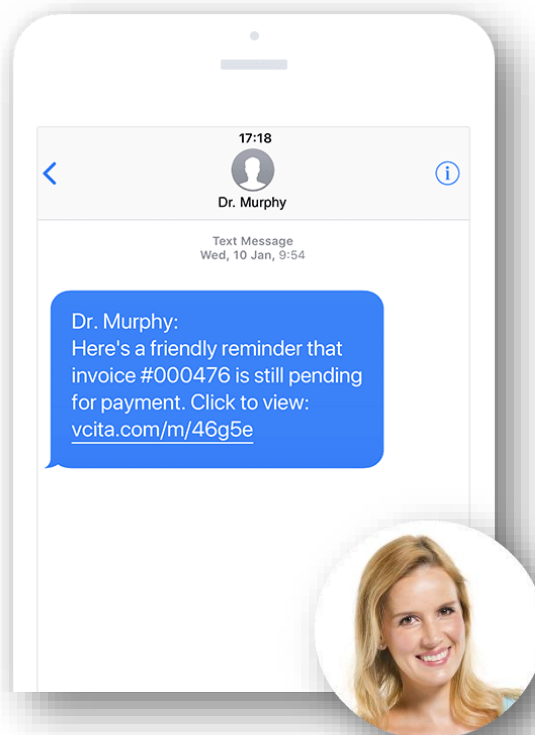 17:18
Dr. Murphy
Text Message
Wed, 10 Jan, 9:54
Dr. Murphy:
Here's a friendly reminder that
invoice #000476 is still pending
for payment. Click to view:
vcita.com/m/46g5e